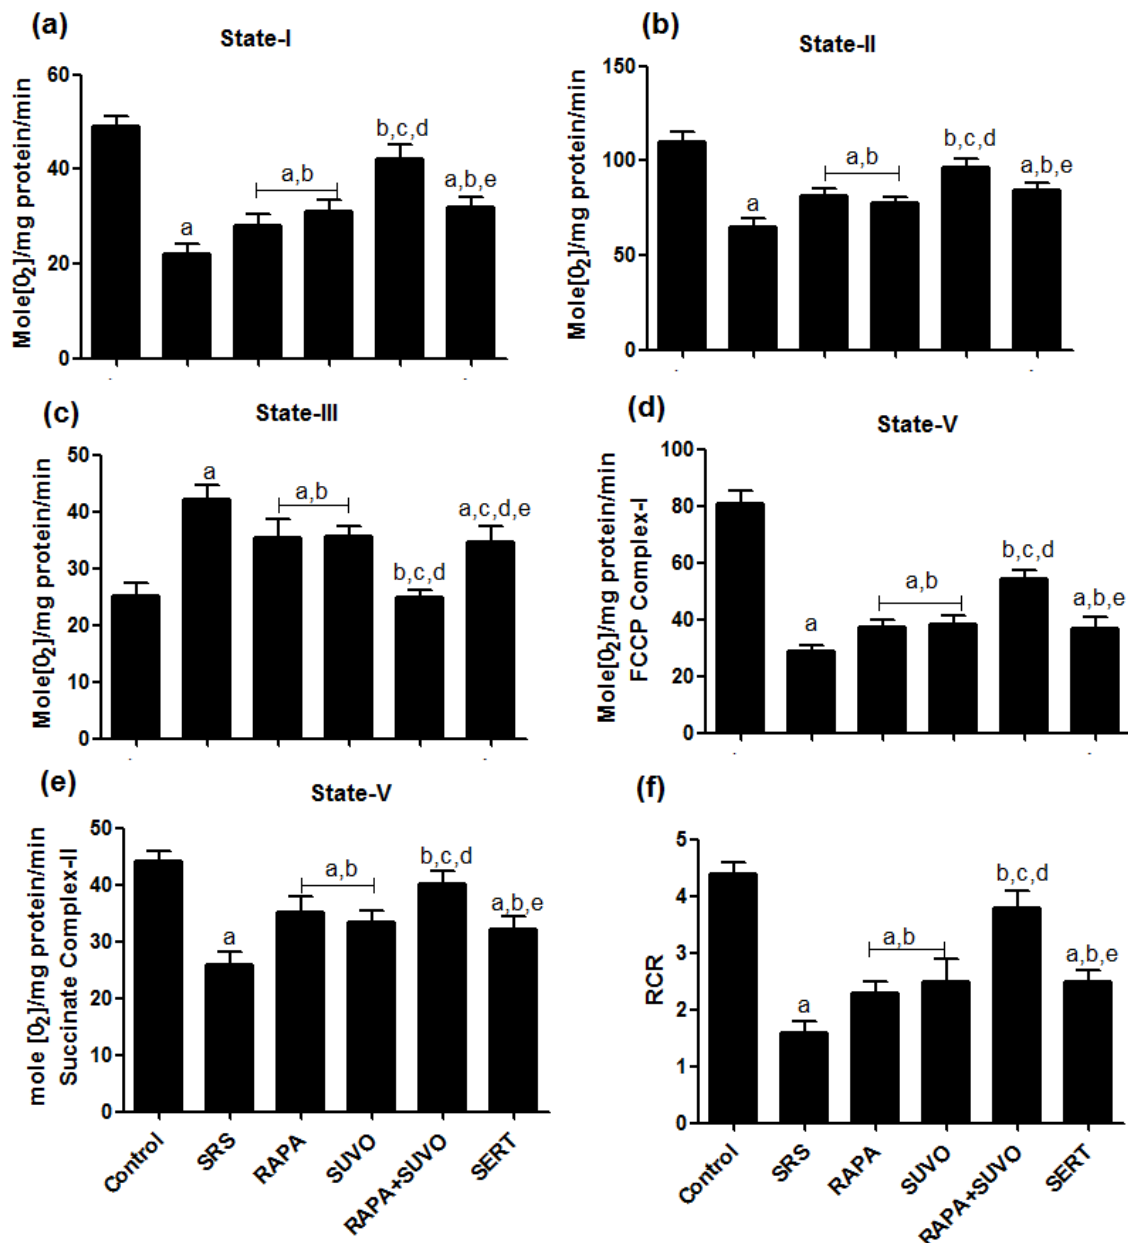 (a)
State-I
Mole[0₂]/mg protein/min
60
40
20
0
a
a,b
b,c,d
a,b,e
(b)
State-II
Mole[0₂]/mg protein/min
150
100
50
0
a
a,b
b,c,d
a,b,e
(c)
State-III
Mole[0₂]/mg protein/min
50
40
30
20
10
0
a
a,b
b,c,d
a,c,d,e
(d)
State-V
Mole[0₂]/mg protein/min
FCCP Complex-I
100
80
60
40
20
0
a
a,b
b,c,d
a,b,e
(e)
State-V
mole [0₂]/mg protein/min
Succinate Complex-II
50
40
30
20
10
0
a
a,b
b,c,d
a,b,e
Control
SRS
RAPA
SUVO
RAPA+SUVO
SERT
(f)
RCR
5
4
3
2
1
0
a
a,b
b,c,d
a,b,e
Control
SRS
RAPA
SUVO
RAPA+SUVO
SERT